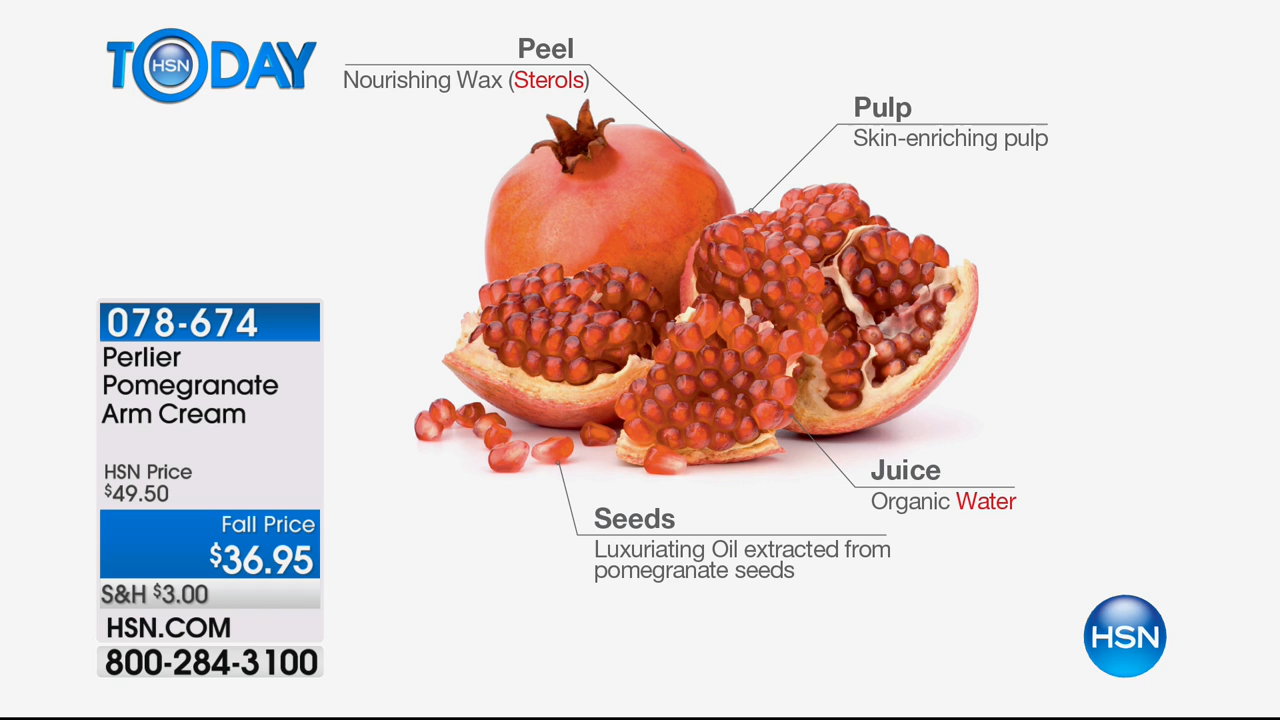 TODAY
HSN
Peel
Nourishing Wax (Sterols)
Pulp
Skin-enriching pulp
078-674
Perlier
Pomegranate
Arm Cream
HSN Price
$49.50
Fall Price
$36.95
S&H $3.00
HSN.COM
800-284-3100
Juice
Organic Water
Seeds
Luxuriating Oil extracted from
pomegranate seeds
HSN